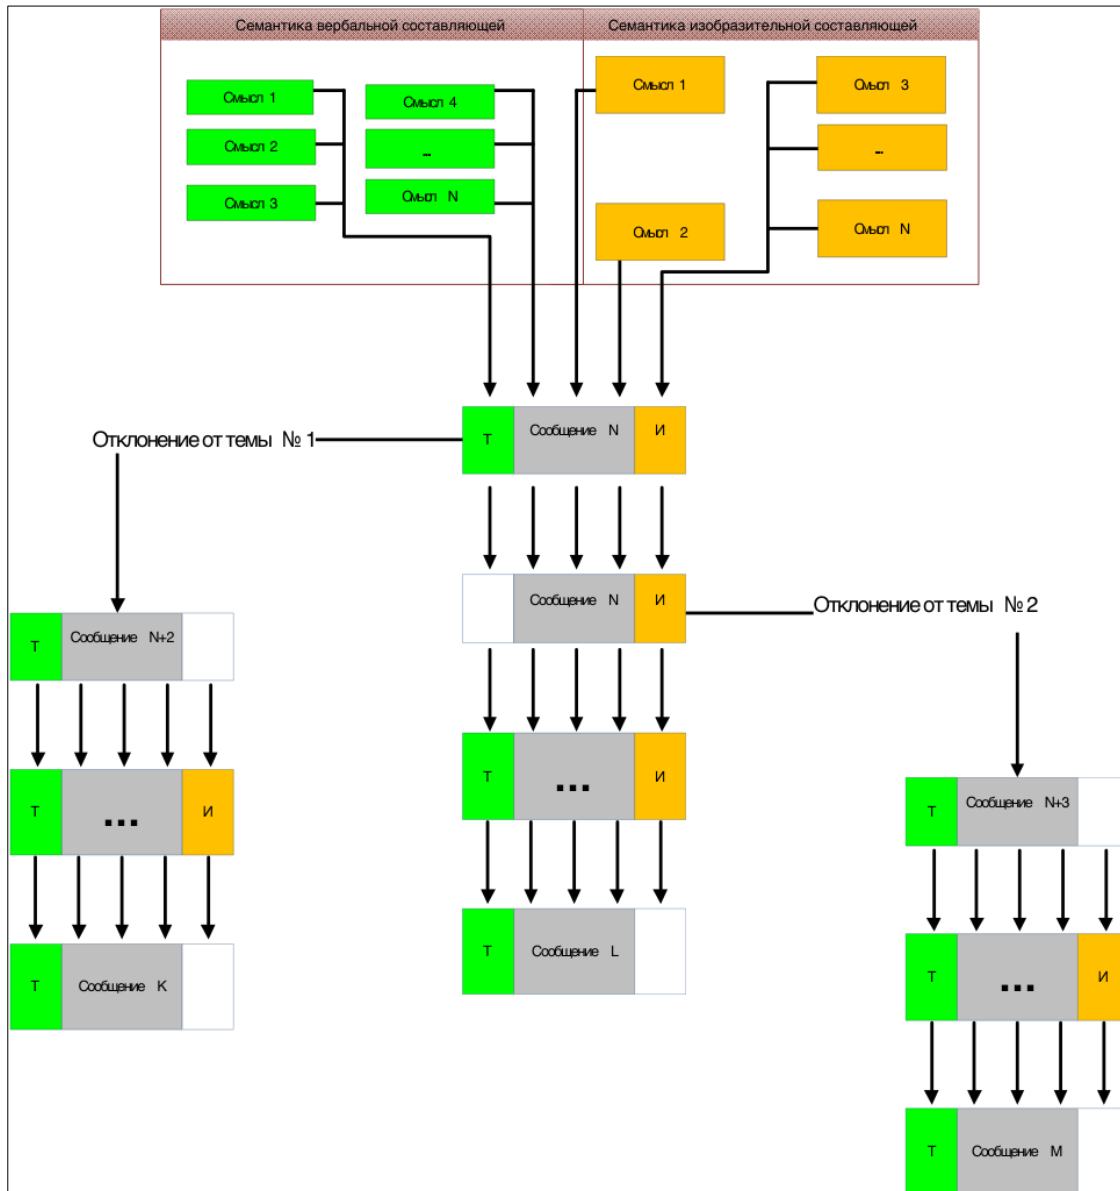 Семантика вербальной составляющей
Семантика изобразительной составляющей
Смысл 1
Смысл 4
Смысл 1
Смысл 3
Смысл 2
...
...
Смысл 3
Смысл N
Смысл 2
Смысл N
Т
Сообщение N
И
Отклонение от темы № 1
Сообщение N
И
Отклонение от темы № 2
Т
Сообщение N+2
Т
...
И
Т
...
И
Т
Сообщение N+3
Т
Сообщение L
Т
Сообщение K
Т
...
И
Т
Сообщение M